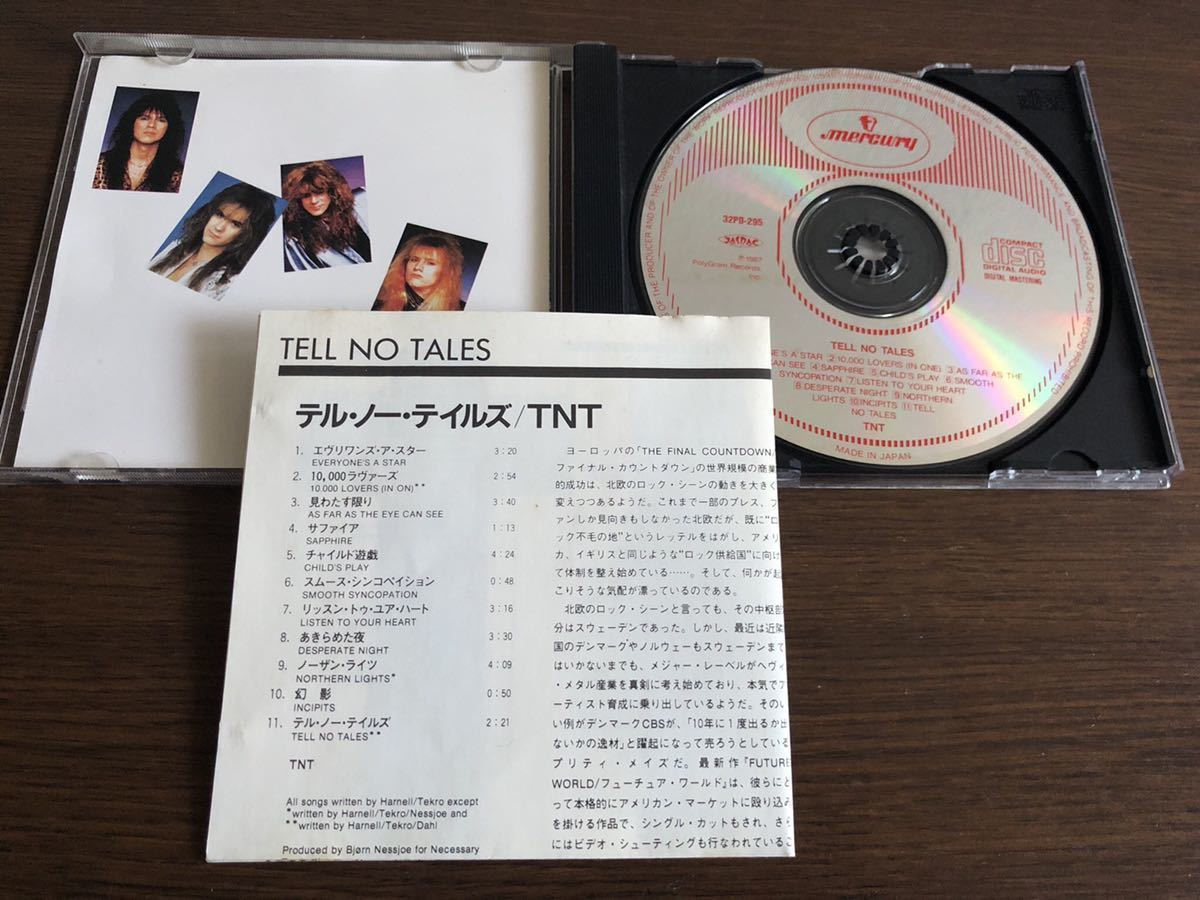 TELL NO TALES
テル・ノー・テイルズ/TNT
1. エヴリワンズ・ア・スター 3:20
EVERYONE'S A STAR
2. 10,000ラヴァーズ 2:54
10,000 LOVERS (IN ON)**
3. 見わたす限り 3:40
AS FAR AS THE EYE CAN SEE
4. サファイア 1:13
SAPPHIRE
5. チャイルド遊戯 4:24
CHILD'S PLAY
6. スムース・シンコペイション 0:48
SMOOTH SYNCOPATION
7. リッスン・トゥ・ユア・ハート 3:16
LISTEN TO YOUR HEART
8. あきらめた夜 3:30
DESPERATE NIGHT
9. ノーザン・ライツ 4:09
NORTHERN LIGHTS*
10. 幻影 0:50
INCIPITS
11. テル・ノー・テイルズ 2:21
TELL NO TALES**
TNT
All songs written by Harnell/Tekro except
*written by Harnell/Tekro/Nessjoe and
**written by Harnell/Tekro/Dahl
Produced by Bjørn Nessjoe for Necessary
ヨーロッパの「THE FINAL COUNTDOWN/
ファイナル・カウントダウン」の世界規模の商業
的成功は、北欧のロック・シーンの動きを大きく
変えつつあるようだ。これまで一部のプレス、フ
ァンしか見向きもしなかった北欧だが、既に"ロ
ック不毛の地"というレッテルをはがし、アメリ
カ、イギリスと同じような"ロック供給国"に向け
て体制を整え始めている……。そして、何かが起
こりそうな気配が漂っているのである。
北欧のロック・シーンと言っても、その中枢部
分はスウェーデンであった。しかし、最近は近隣
国のデンマークやノルウェーもスウェーデンまで
はいかないまでも、メジャー・レーベルがヘヴィ
・メタル産業を真剣に考え始めており、本気でア
ーティスト育成に乗り出しているようだ。そのい
い例がデンマークCBSが、「10年に1度出るか出
ないかの逸材」と躍起になって売ろうとしている
プリティ・メイズだ。最新作『FUTURE
WORLD/フューチュア・ワールド』は、彼らにと
って本格的にアメリカン・マーケットに殴り込み
を掛ける作品で、シングル・カットもされ、さら
にはビデオ・シューティングも行なわれているこ
mercury
32PD-295
JASRAC
℗1987
PolyGram Records,
Inc.
COMPACT
disc
DIGITAL AUDIO
DIGITAL MASTERING
TELL NO TALES
E'S A STAR 2:10,000 LOVERS (IN ONE) 3:AS FAR AS THE
CAN SEE 4:SAPPHIRE 5:CHILD'S PLAY 6:SMOOTH
SYNCOPATION 7:LISTEN TO YOUR HEART
8:DESPERATE NIGHT 9:NORTHERN
LIGHTS 10:INCIPITS 11:TELL
NO TALES
TNT
MADE IN JAPAN
OF THE PRODUCER AND OF THE OWNER OF THE WORK REPRODUCED
PUBLIC PERFORMANCE AND BROADCASTING OF THIS RECORD PROHIBITED